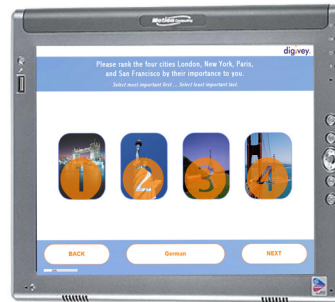 Motion Computing
digivey.
Please rank the four cities London, New York, Paris,
and San Francisco by their importance to you.
Select most important first ... Select least important last.
1 2 3 4
BACK German NEXT